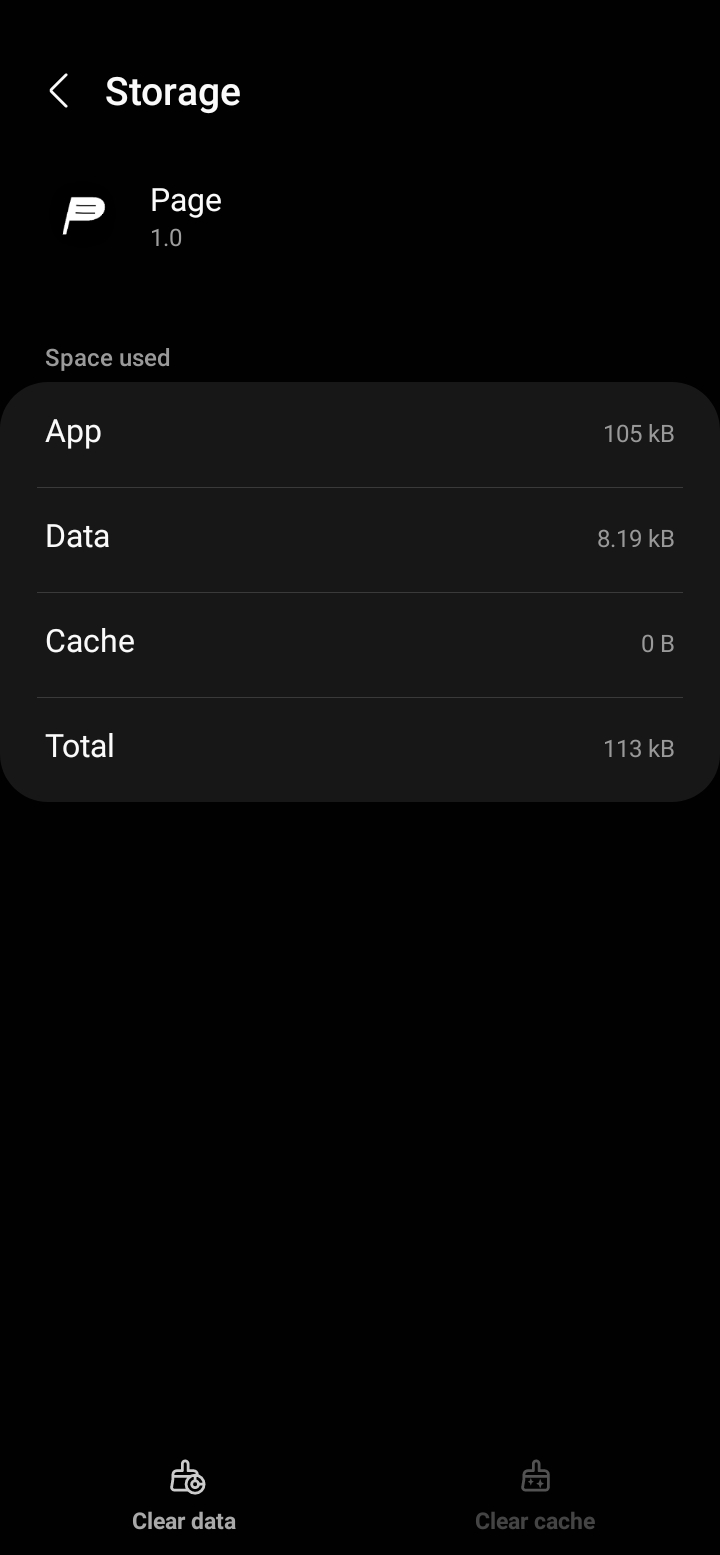 Storage
Page
1.0
Space used
App 105 kB
Data 8.19 kB
Cache 0 B
Total 113 kB
Clear data Clear cache